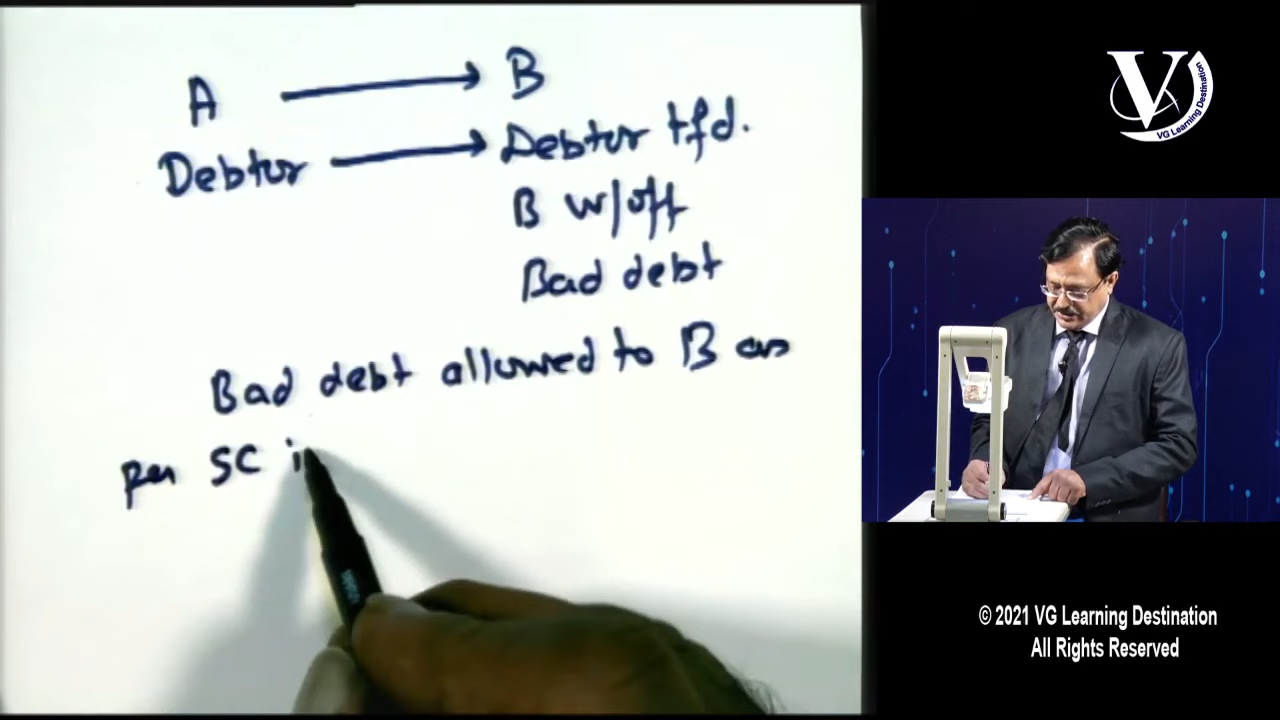 A → B
Debtor → Debtor tfd.
B w/off
Bad debt
Bad debt allowed to B as
per SC i
V
VG Learning Destination
© 2021 VG Learning Destination
All Rights Reserved